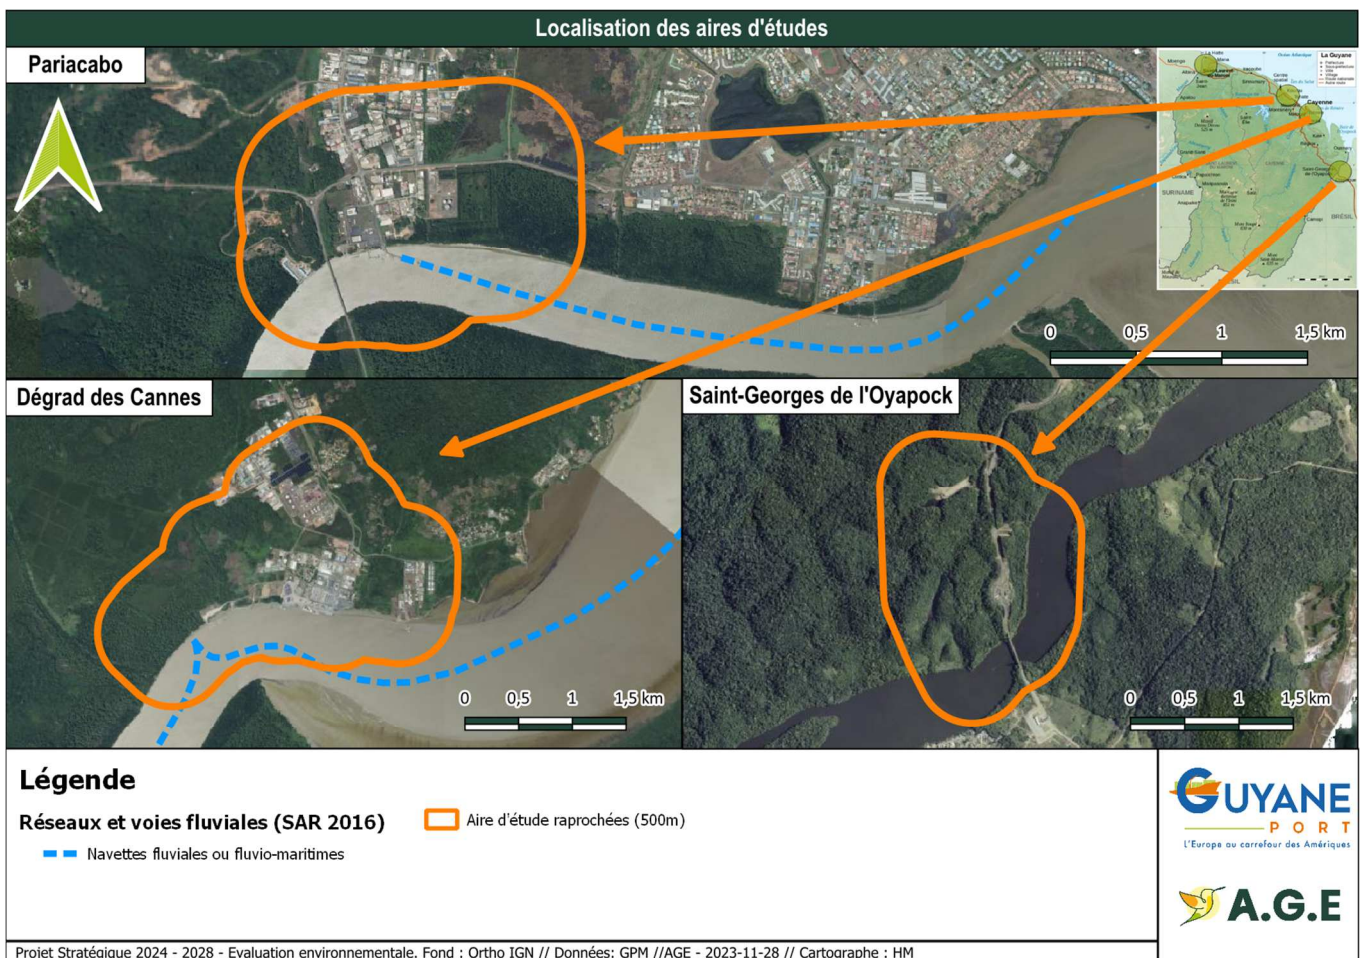 Localisation des aires d'études
Pariacabo
La Guyane
Cayenne
SURINAME
BRÉSIL
0 0,5 1 1,5 km
Dégrad des Cannes
Saint-Georges de l'Oyapock
0 0,5 1 1,5 km
0 0,5 1 1,5 km
Légende
Réseaux et voies fluviales (SAR 2016)
Aire d'étude raprochées (500m)
Navettes fluviales ou fluvio-maritimes
GUYANE
PORT
L'Europe au carrefour des Amériques
A.G.E
Projet Stratégique 2024 - 2028 - Evaluation environnementale. Fond : Ortho IGN // Données: GPM //AGE - 2023-11-28 // Cartographe : HM